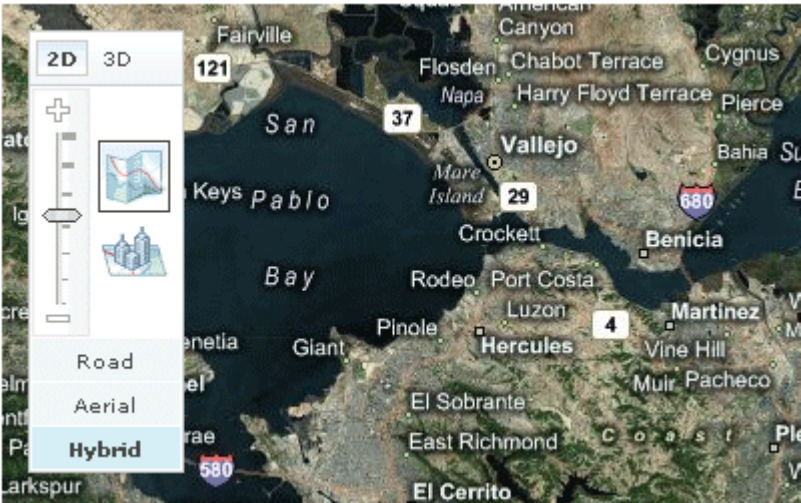 American
Canyon
Fairville
2D 3D
121
Flosden
Chabot Terrace
Cygnus
Napa
Harry Floyd Terrace
Pierce
37
San
Vallejo
Bahia
Mare
Island
Keys
Pablo
29
680
Crockett
Benicia
Bay
Rodeo
Port Costa
Luzon
4
Martinez
Pinole
Giant
Hercules
Vine Hill
Road
Muir
Pacheco
Aerial
El Sobrante
Coast
East Richmond
Hybrid
580
El Cerrito
Larkspur